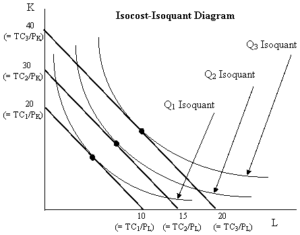 K
Isocost-Isoquant Diagram
40
(= TC3/PK)
Q3 Isoquant
30
(= TC2/PK)
Q2 Isoquant
20
(= TC1/PK)
Q1 Isoquant
10 15 20 L
(= TC1/PL) (= TC2/PL) (= TC3/PL)